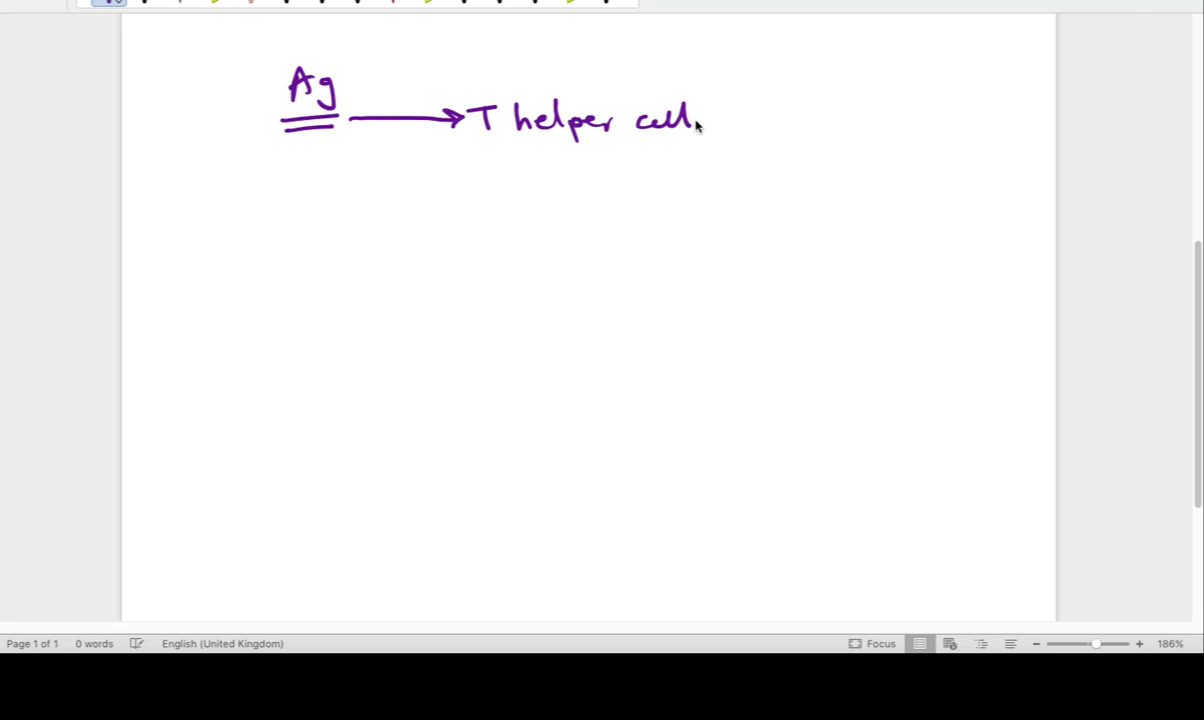 Ag
T helper cell
Page 1 of 1 0 words English (United Kingdom) Focus 186%